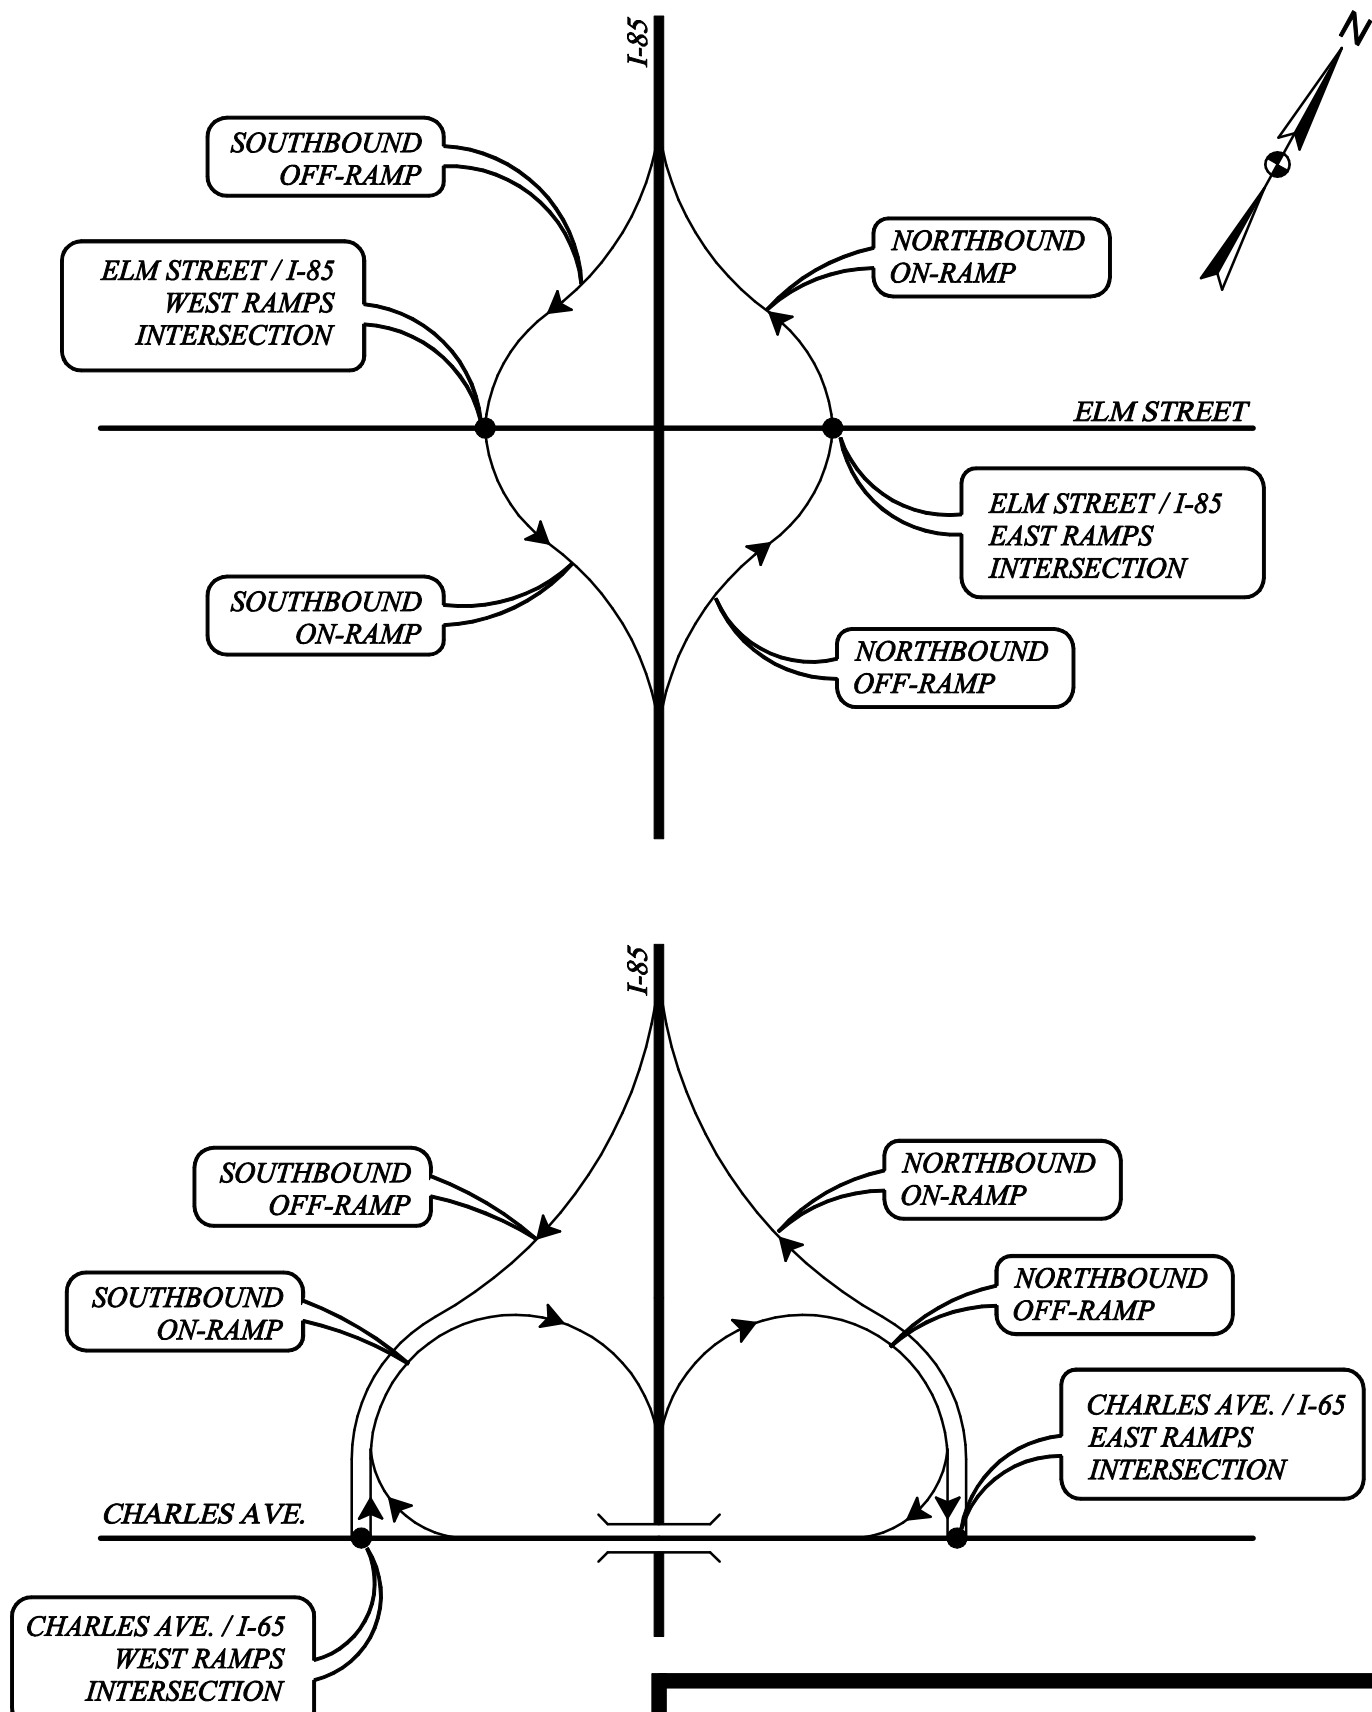 I-85
N
SOUTHBOUND
OFF-RAMP
NORTHBOUND
ON-RAMP
ELM STREET / I-85
WEST RAMPS
INTERSECTION
ELM STREET
ELM STREET / I-85
EAST RAMPS
INTERSECTION
SOUTHBOUND
ON-RAMP
NORTHBOUND
OFF-RAMP
I-85
SOUTHBOUND
OFF-RAMP
NORTHBOUND
ON-RAMP
SOUTHBOUND
ON-RAMP
NORTHBOUND
OFF-RAMP
CHARLES AVE. / I-65
EAST RAMPS
INTERSECTION
CHARLES AVE.
CHARLES AVE. / I-65
WEST RAMPS
INTERSECTION